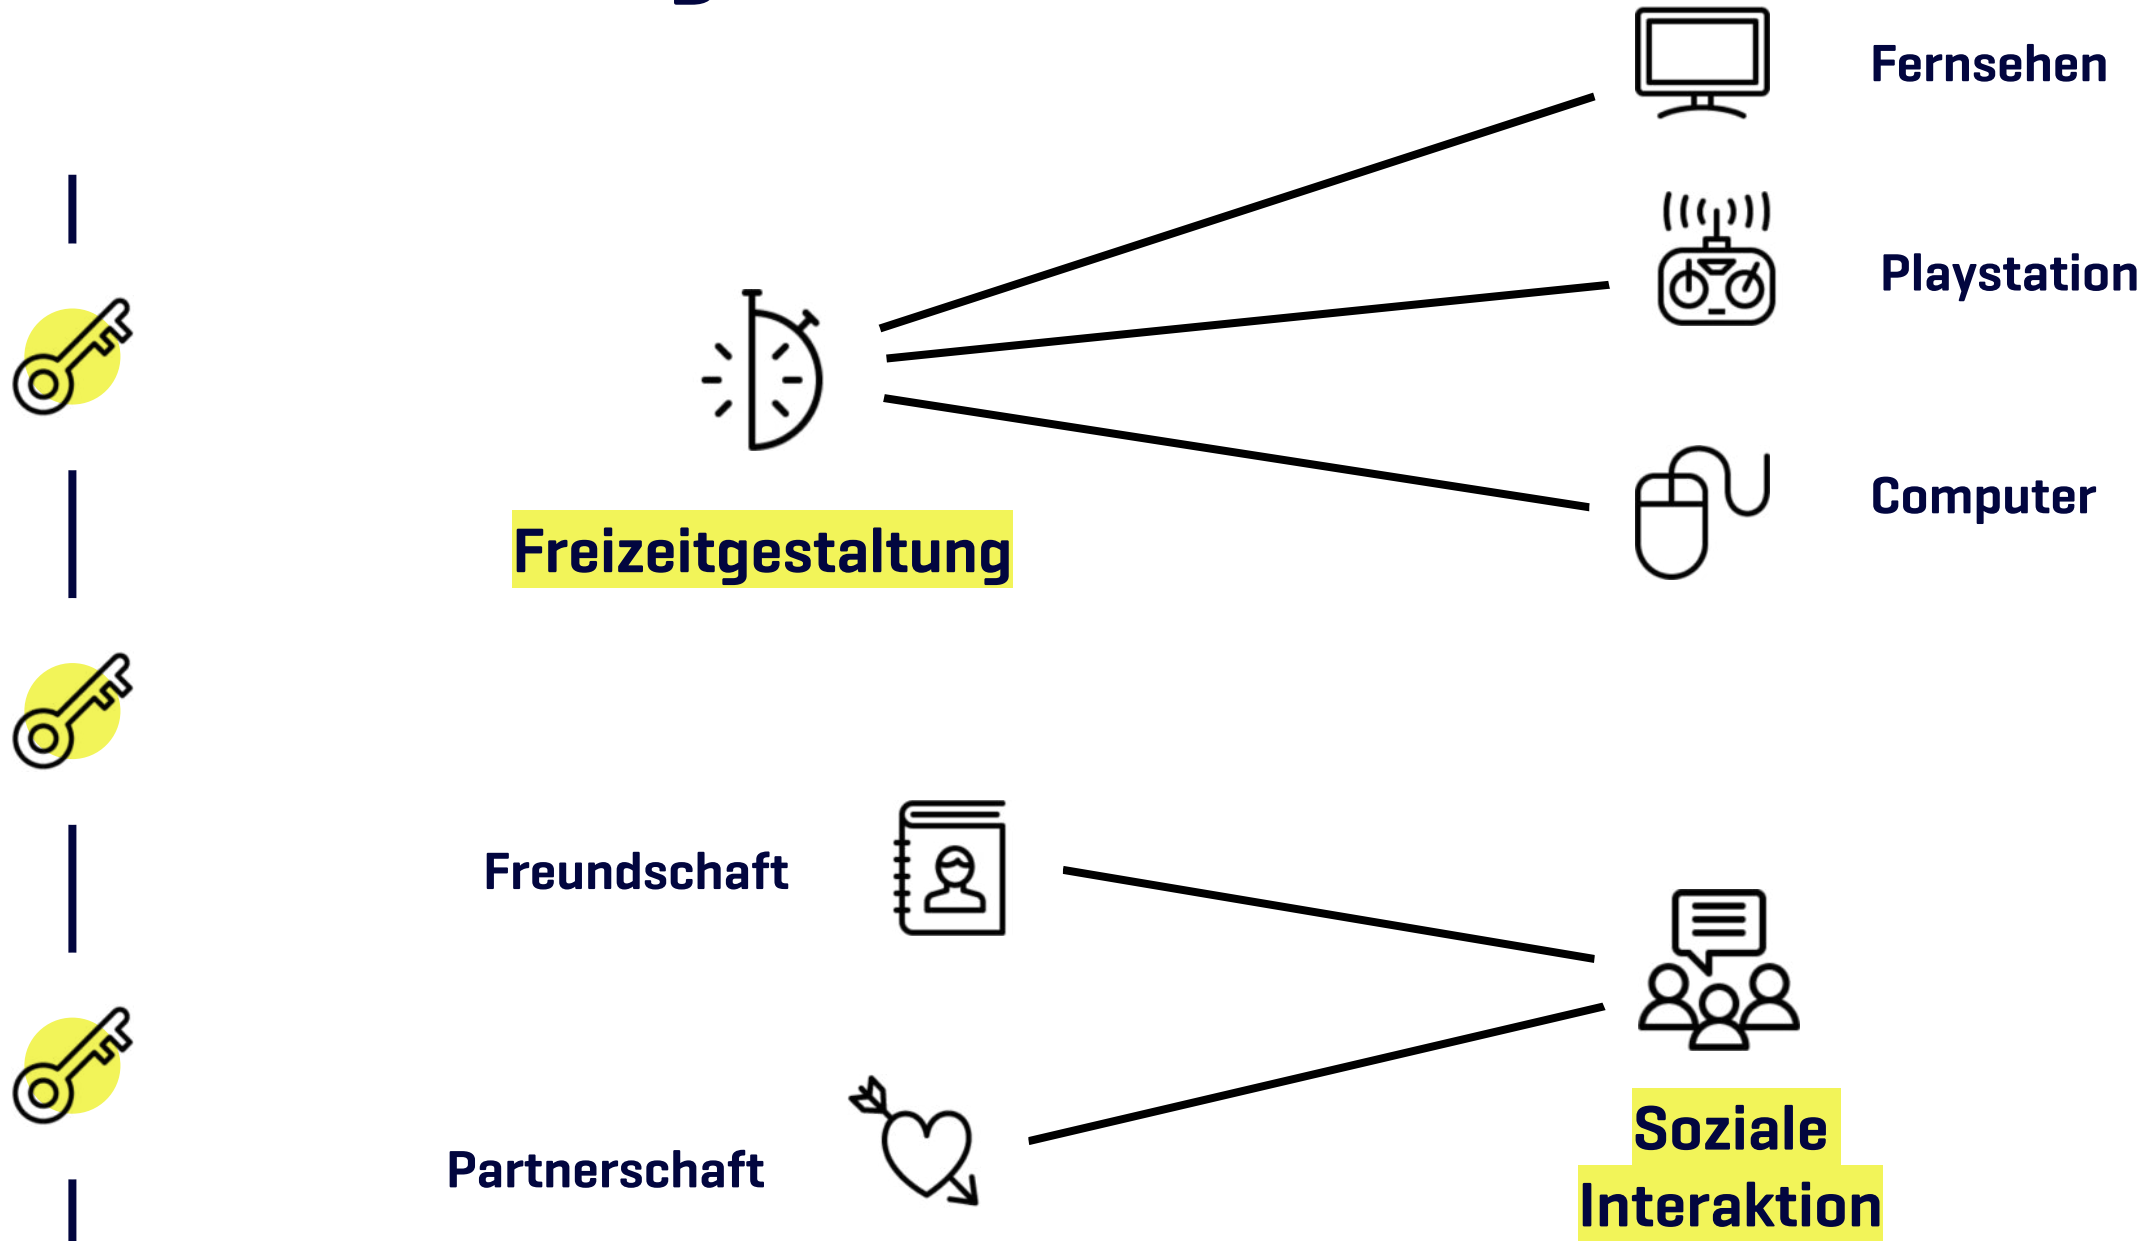 Fernsehen
Playstation
Computer
Freizeitgestaltung
Freundschaft
Partnerschaft
Soziale
Interaktion